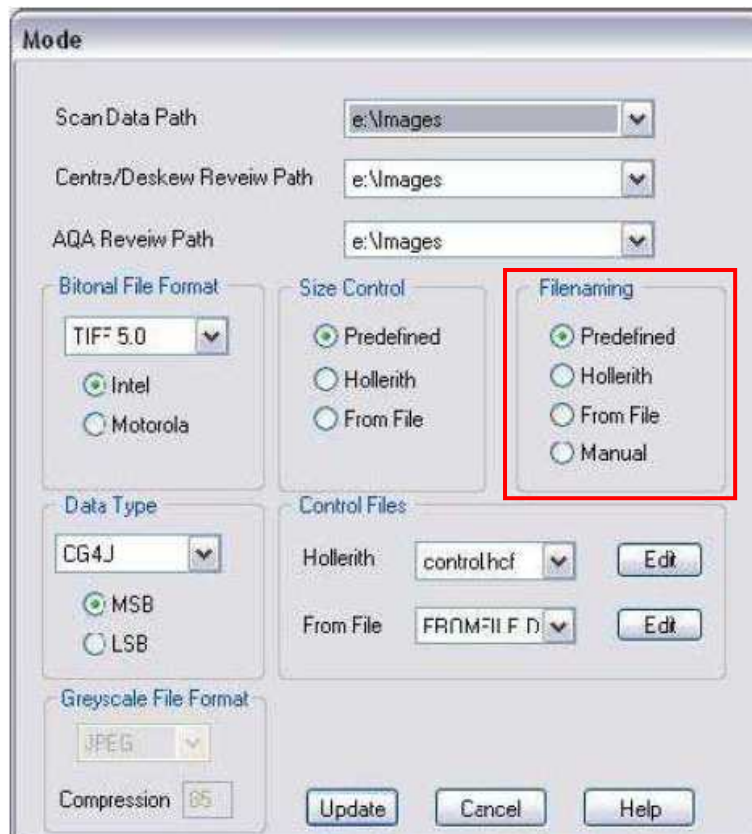 Mode
Scan Data Path
e:\Images
Centre/Deskew Reveiw Path
e:\Images
AQA Reveiw Path
e:\Images
Bitonal File Format
TIFF 5.0
Intel
Motorola
Size Control
Predefined
Hollerith
From File
Filenaming
Predefined
Hollerith
From File
Manual
Data Type
CG4J
MSB
LSB
Control Files
Hollerith
control.hcf
Edit
From File
FROMFILE.D
Edit
Greyscale File Format
JPEG
Compression
85
Update
Cancel
Help